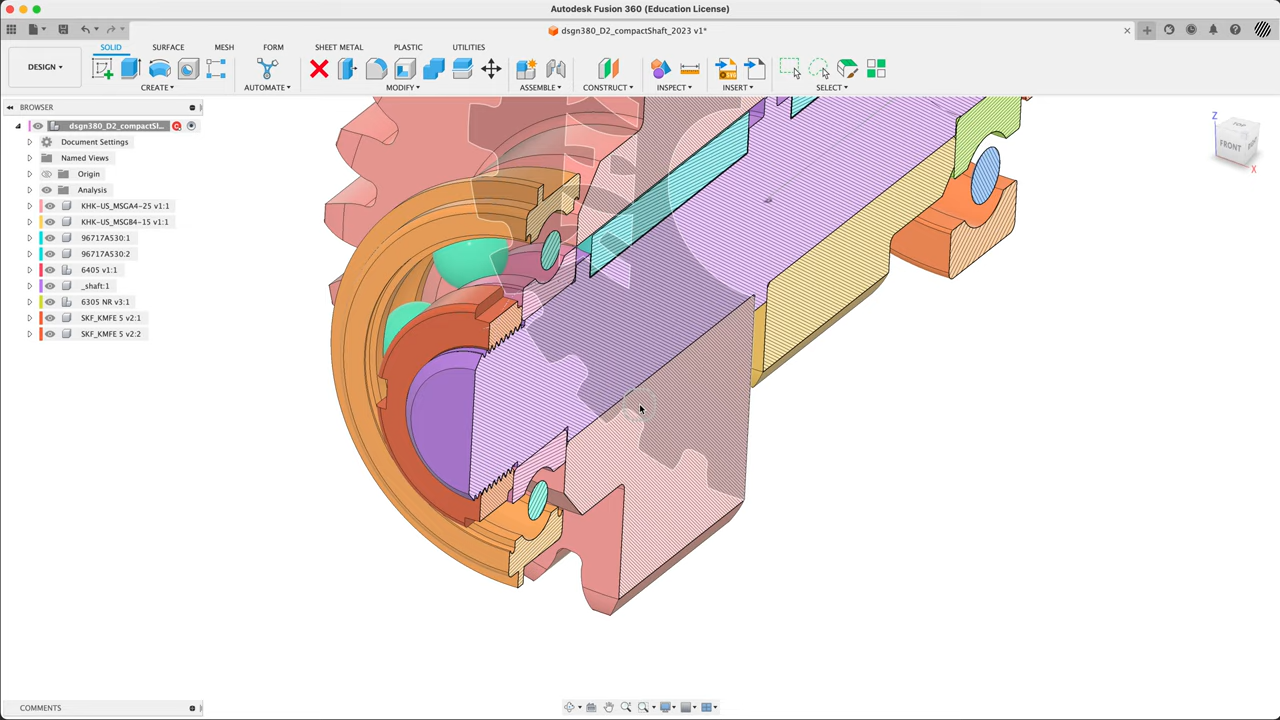 Autodesk Fusion 360 (Education License)
dsgn380_D2_compactShaft_2023 v1*
SOLID SURFACE MESH FORM SHEET METAL PLASTIC UTILITIES
DESIGN
CREATE AUTOMATE MODIFY ASSEMBLE CONSTRUCT INSPECT INSERT SELECT
BROWSER
dsgn380_D2_compactSh...
Document Settings
Named Views
Origin
Analysis
KHK-US_MSGA4-25 v1:1
KHK-US_MSGB4-15 v1:1
96717A530:1
96717A530:2
6405 v1:1
_shaft:1
6305 NR v3:1
SKF_KMFE 5 v2:1
SKF_KMFE 5 v2:2
Z
FRONT
X
COMMENTS